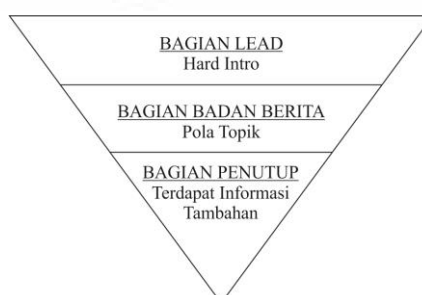 BAGIAN LEAD
Hard Intro
BAGIAN BADAN BERITA
Pola Topik
BAGIAN PENUTUP
Terdapat Informasi
Tambahan